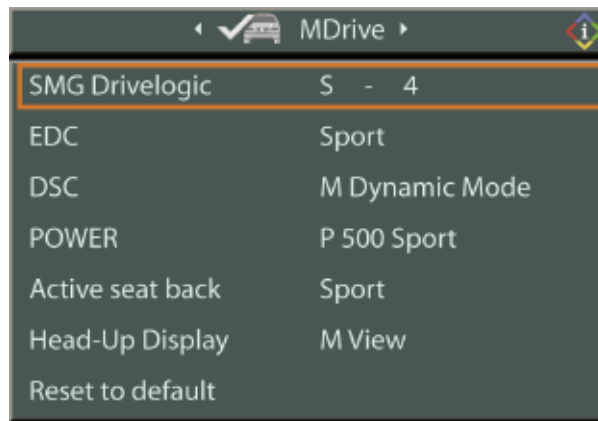 MDrive
SMG Drivelogic S - 4
EDC Sport
DSC M Dynamic Mode
POWER P 500 Sport
Active seat back Sport
Head-Up Display M View
Reset to default